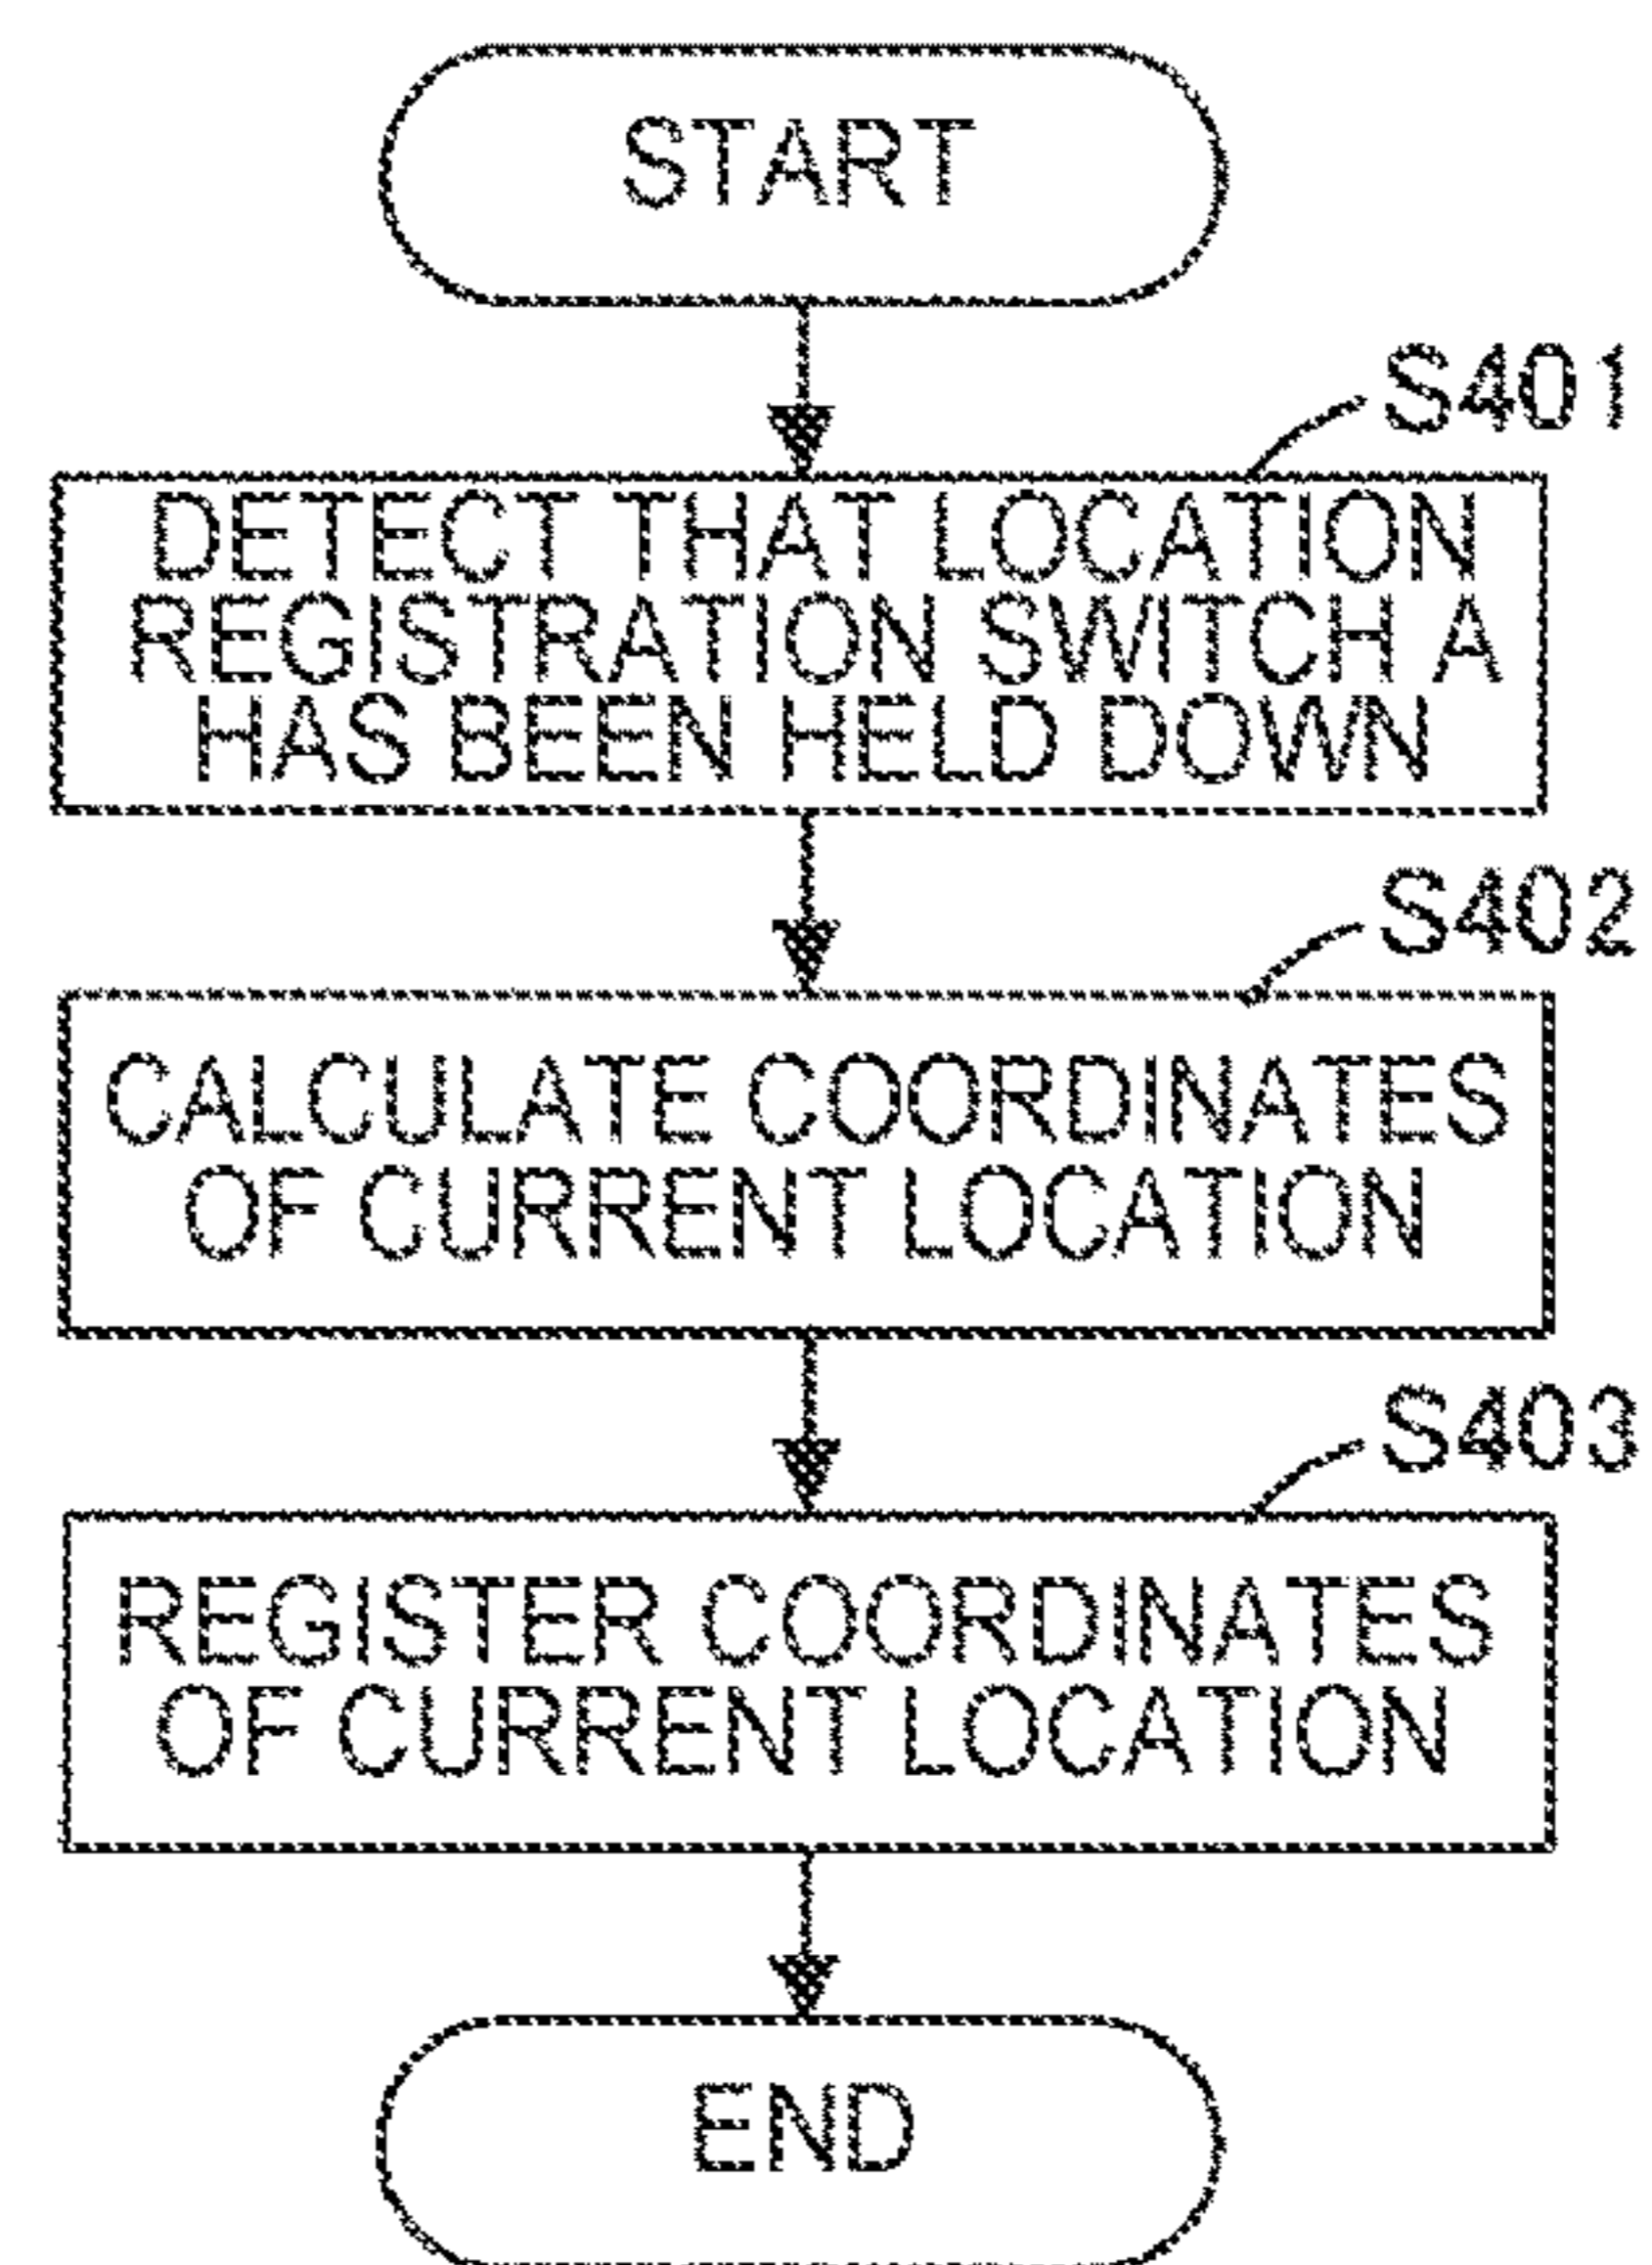 START
S401
DETECT THAT LOCATION
REGISTRATION SWITCH A
HAS BEEN HELD DOWN
S402
CALCULATE COORDINATES
OF CURRENT LOCATION
S403
REGISTER COORDINATES
OF CURRENT LOCATION
END